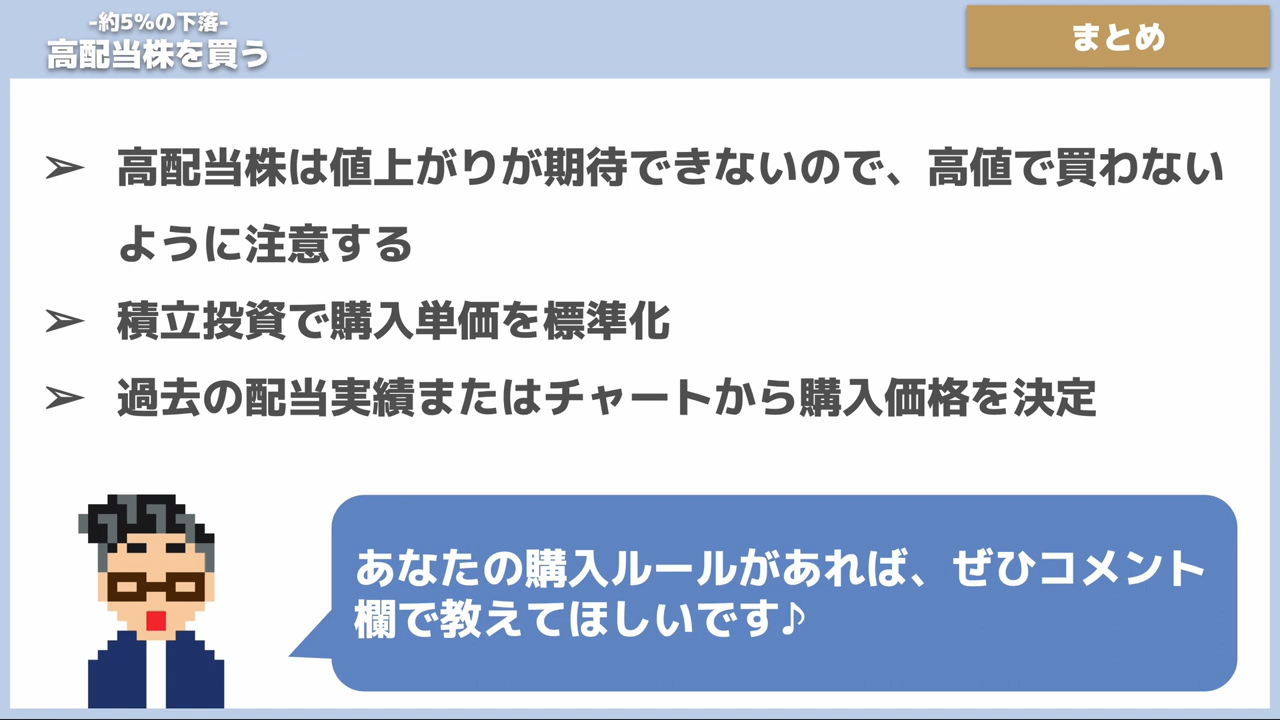 -約5%の下落-
高配当株を買う
まとめ
➢ 高配当株は値上がりが期待できないので、高値で買わない
ように注意する
➢ 積立投資で購入単価を標準化
➢ 過去の配当実績またはチャートから購入価格を決定
あなたの購入ルールがあれば、ぜひコメント
欄で教えてほしいです♪